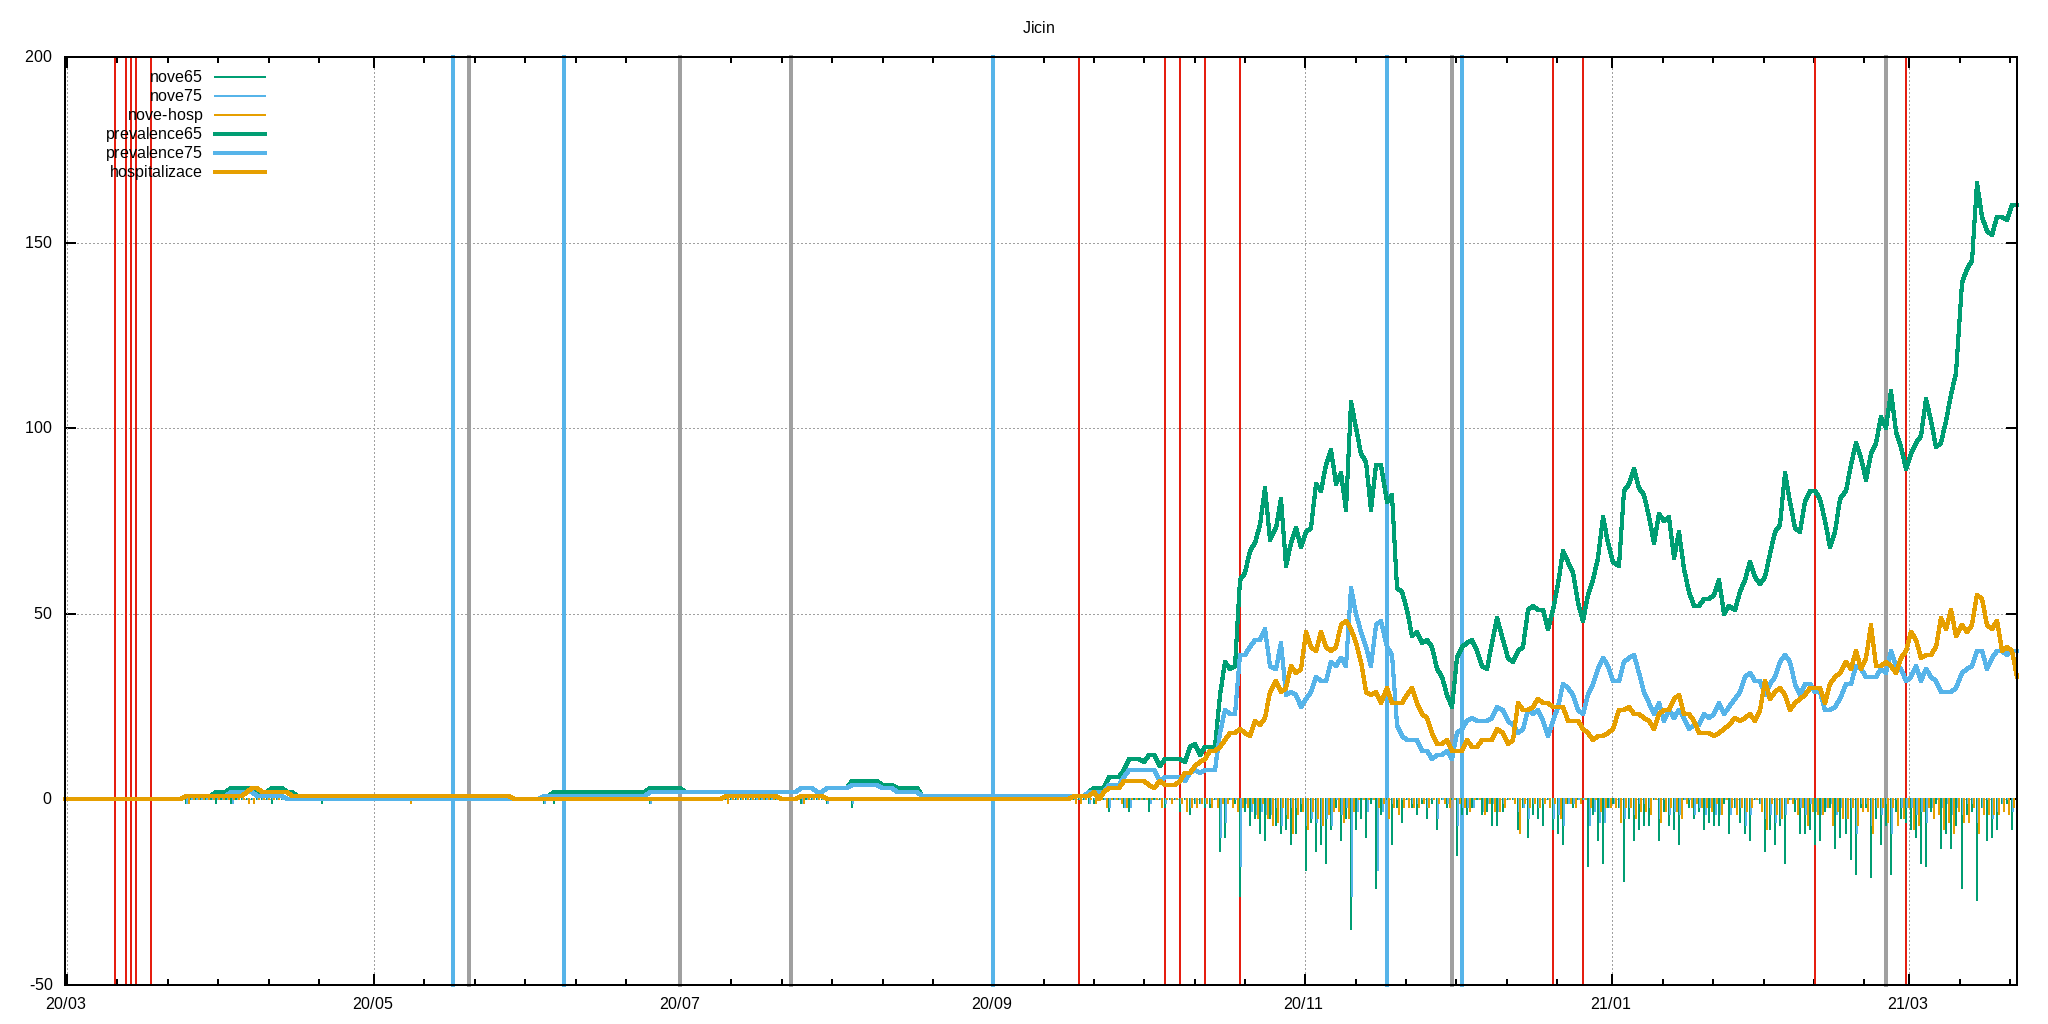 Jicin
200
nove65
nove75
nove-hosp
prevalence65
prevalence75
hospitalizace
150
100
50
0
-50
20/03 20/05 20/07 20/09 20/11 21/01 21/03